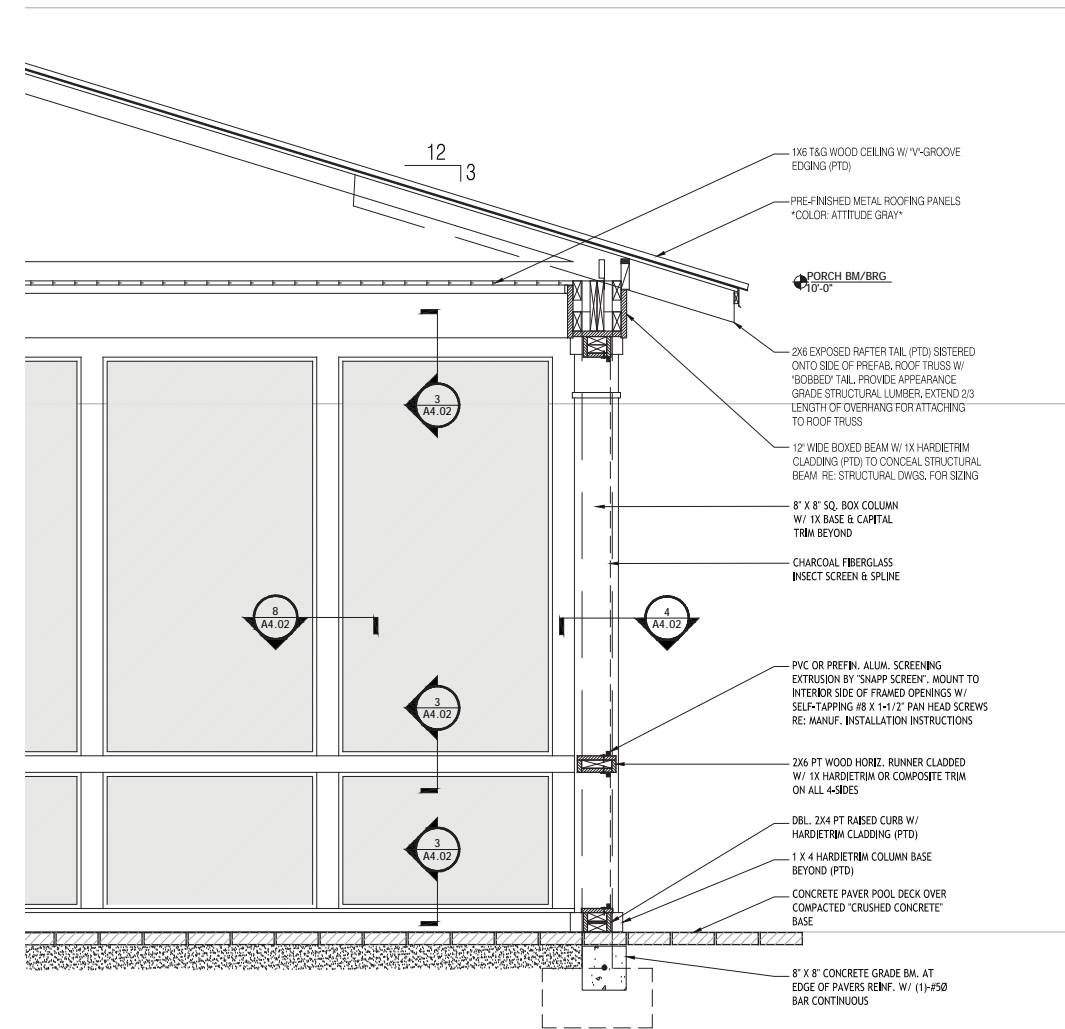 12
3
1X6 T&G WOOD CEILING W/ "V"-GROOVE
EDGING (PTD)
PRE-FINISHED METAL ROOFING PANELS
*COLOR: ATTITUDE GRAY*
PORCH BM/BRG
10'-0"
2X6 EXPOSED RAFTER TAIL (PTD) SISTERED
ONTO SIDE OF PREFAB. ROOF TRUSS W/
"BOBBED" TAIL. PROVIDE APPEARANCE
GRADE STRUCTURAL LUMBER. EXTEND 2/3
LENGTH OF OVERHANG FOR ATTACHING
TO ROOF TRUSS
3
A4.02
12" WIDE BOXED BEAM W/ 1X HARDIETRIM
CLADDING (PTD) TO CONCEAL STRUCTURAL
BEAM RE: STRUCTURAL DWGS. FOR SIZING
8" X 8" SQ. BOX COLUMN
W/ 1X BASE & CAPITAL
TRIM BEYOND
CHARCOAL FIBERGLASS
INSECT SCREEN & SPLINE
8
A4.02
4
A4.02
PVC OR PREFIN. ALUM. SCREENING
EXTRUSION BY "SNAPP SCREEN". MOUNT TO
INTERIOR SIDE OF FRAMED OPENINGS W/
SELF-TAPPING #8 X 1-1/2" PAN HEAD SCREWS
RE: MANUF. INSTALLATION INSTRUCTIONS
3
A4.02
2X6 PT WOOD HORIZ. RUNNER CLADDED
W/ 1X HARDIETRIM OR COMPOSITE TRIM
ON ALL 4-SIDES
DBL. 2X4 PT RAISED CURB W/
HARDIETRIM CLADDING (PTD)
3
A4.02
1 X 4 HARDIETRIM COLUMN BASE
BEYOND (PTD)
CONCRETE PAVER POOL DECK OVER
COMPACTED "CRUSHED CONCRETE"
BASE
8" X 8" CONCRETE GRADE BM. AT
EDGE OF PAVERS REINF. W/ (1)-#5Ø
BAR CONTINUOUS